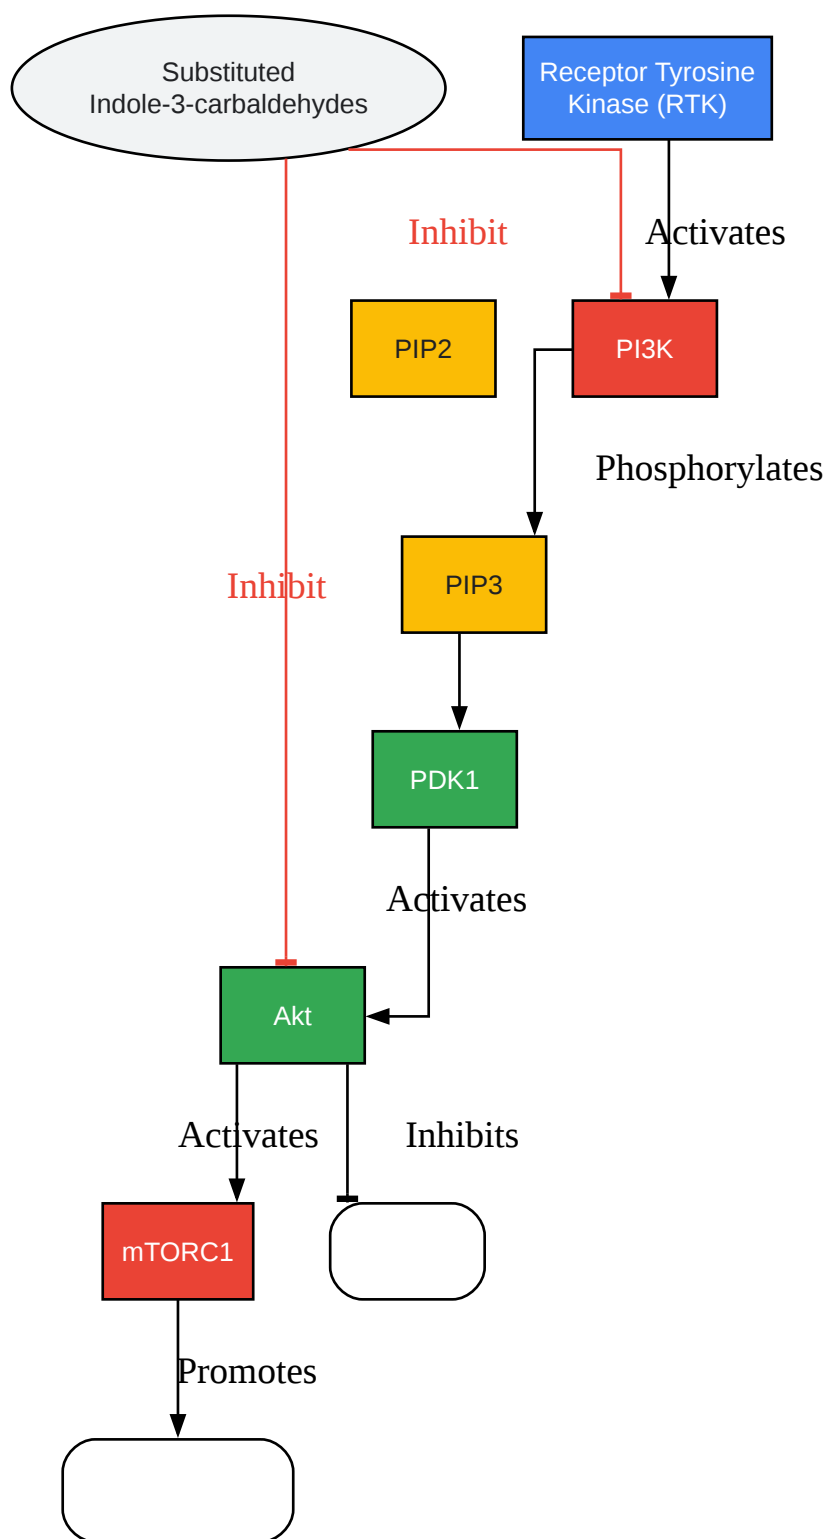 Substituted
Indole-3-carbaldehydes
Receptor Tyrosine
Kinase (RTK)
Inhibit
Activates
PIP2
PI3K
Phosphorylates
Inhibit
PIP3
PDK1
Activates
Akt
Activates
Inhibits
mTORC1
Promotes